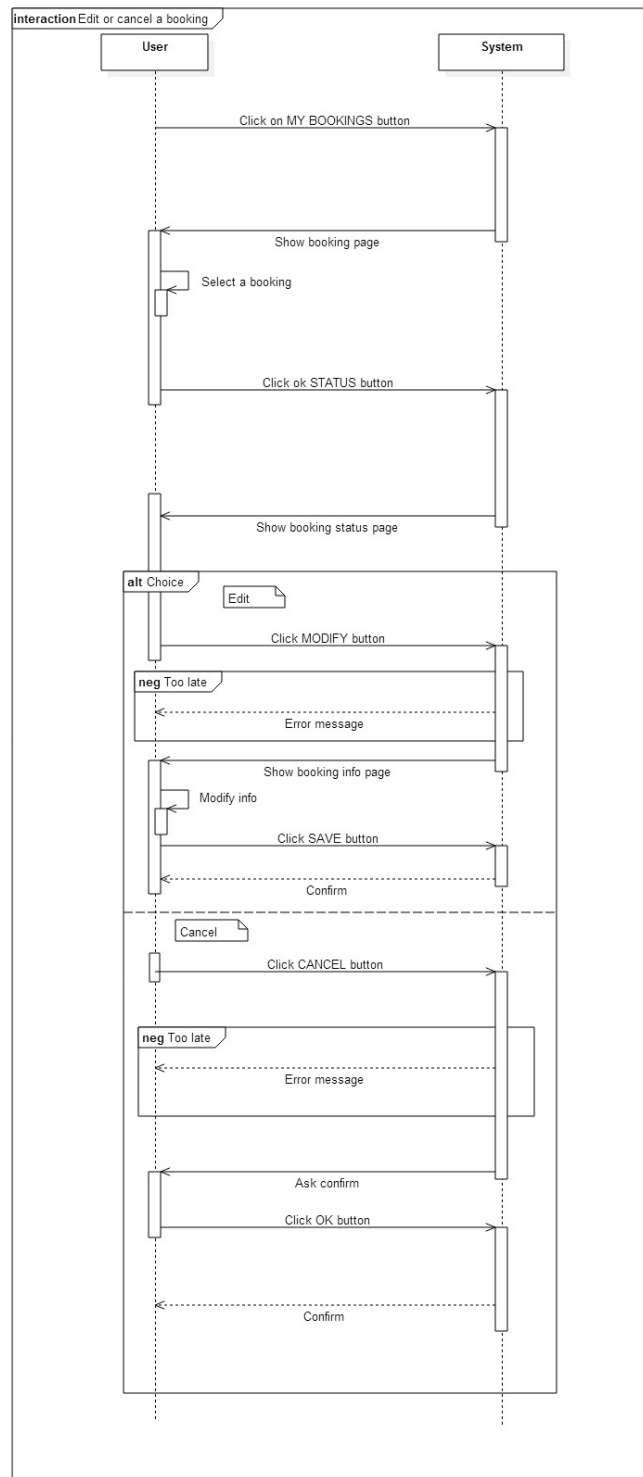 interaction Edit or cancel a booking
User
System
Click on MY BOOKINGS button
Show booking page
Select a booking
Click ok STATUS button
Show booking status page
alt Choice
Edit
Click MODIFY button
neg Too late
Error message
Show booking info page
Modify info
Click SAVE button
Confirm
Cancel
Click CANCEL button
neg Too late
Error message
Ask confirm
Click OK button
Confirm